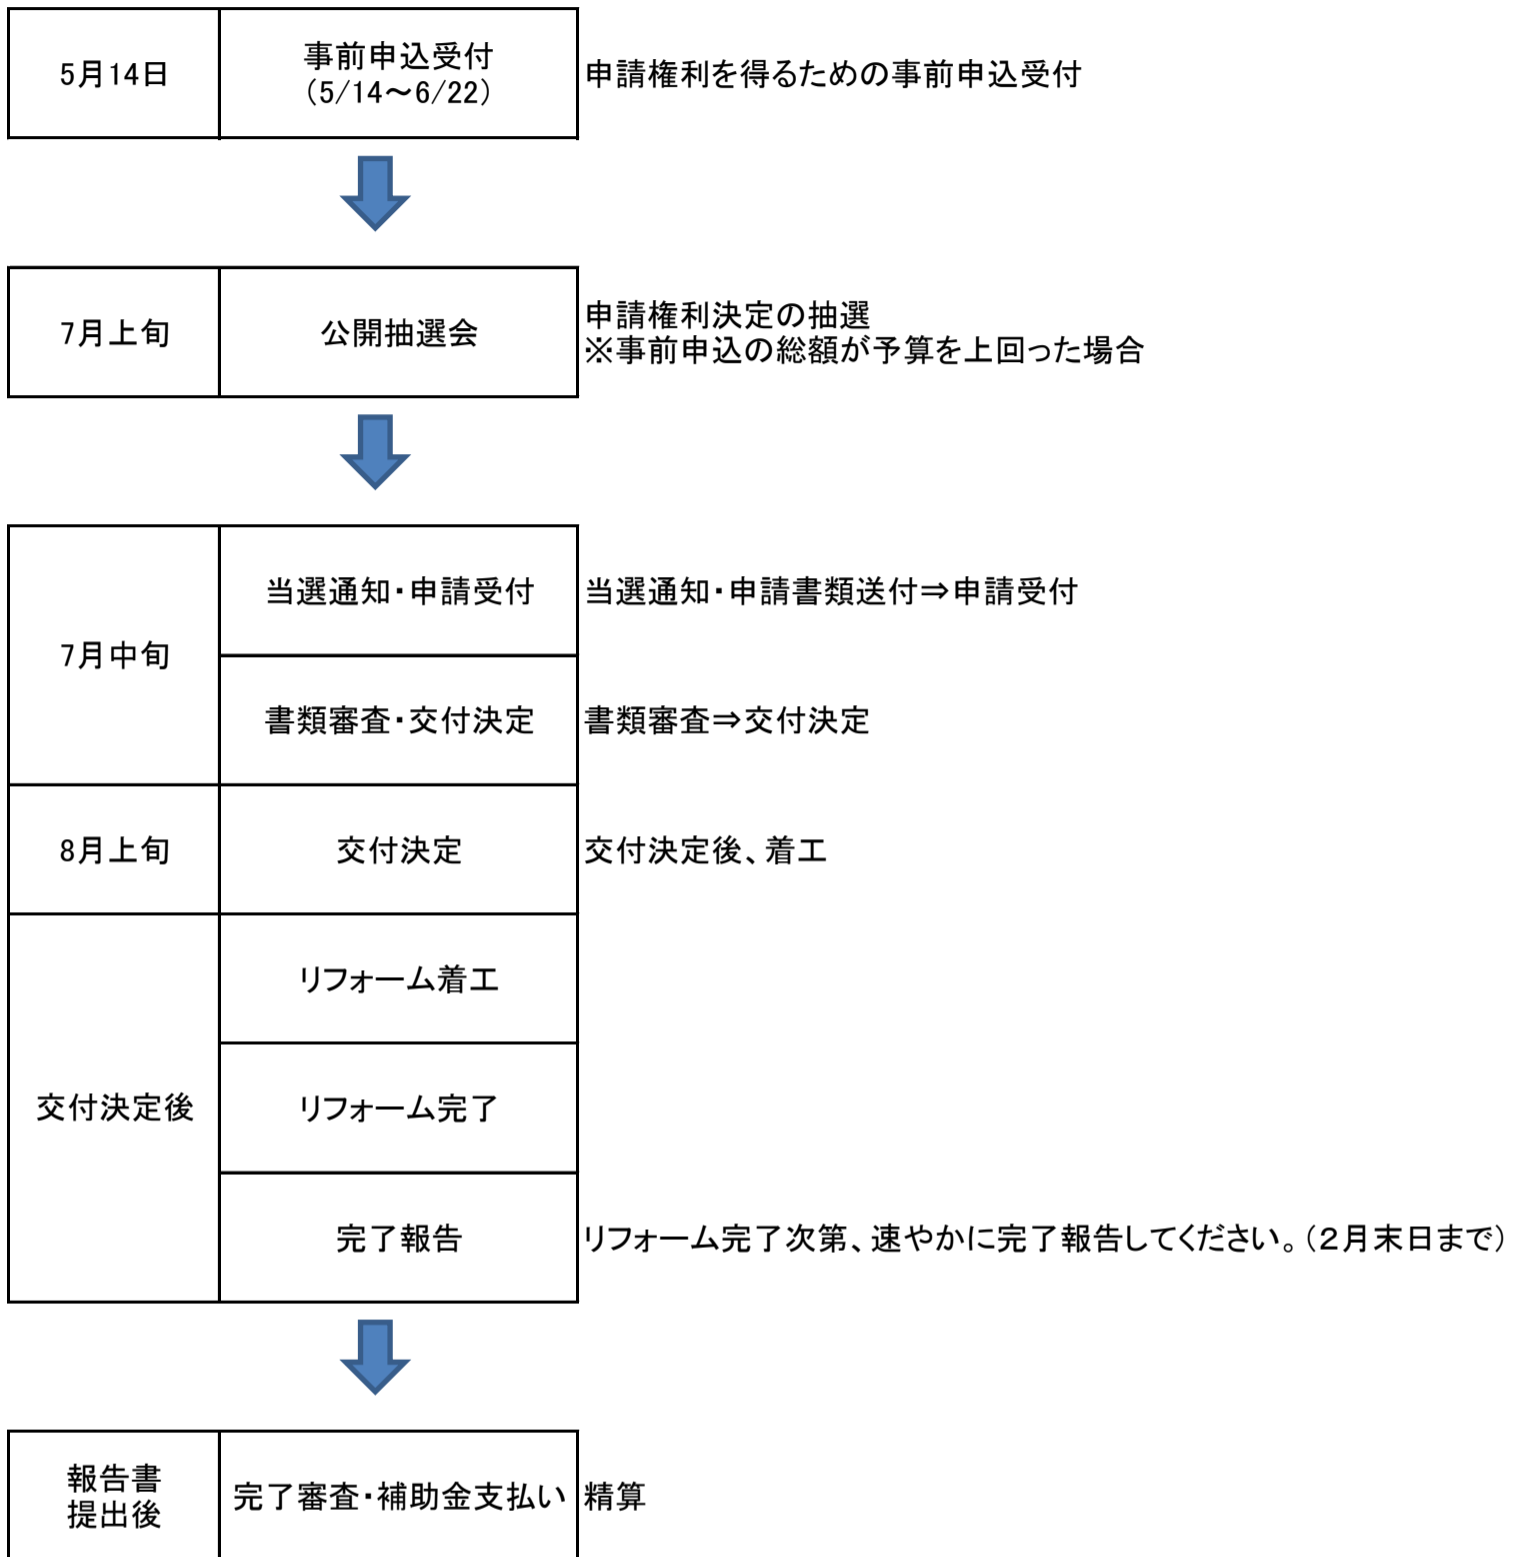 5月14日
事前申込受付
(5/14～6/22)
申請権利を得るための事前申込受付
7月上旬
公開抽選会
申請権利決定の抽選
※事前申込の総額が予算を上回った場合
7月中旬
当選通知・申請受付
当選通知・申請書類送付⇒申請受付
書類審査・交付決定
書類審査⇒交付決定
8月上旬
交付決定
交付決定後、着工
交付決定後
リフォーム着工
リフォーム完了
完了報告
リフォーム完了次第、速やかに完了報告してください。（２月末日まで）
報告書
提出後
完了審査・補助金支払い
精算